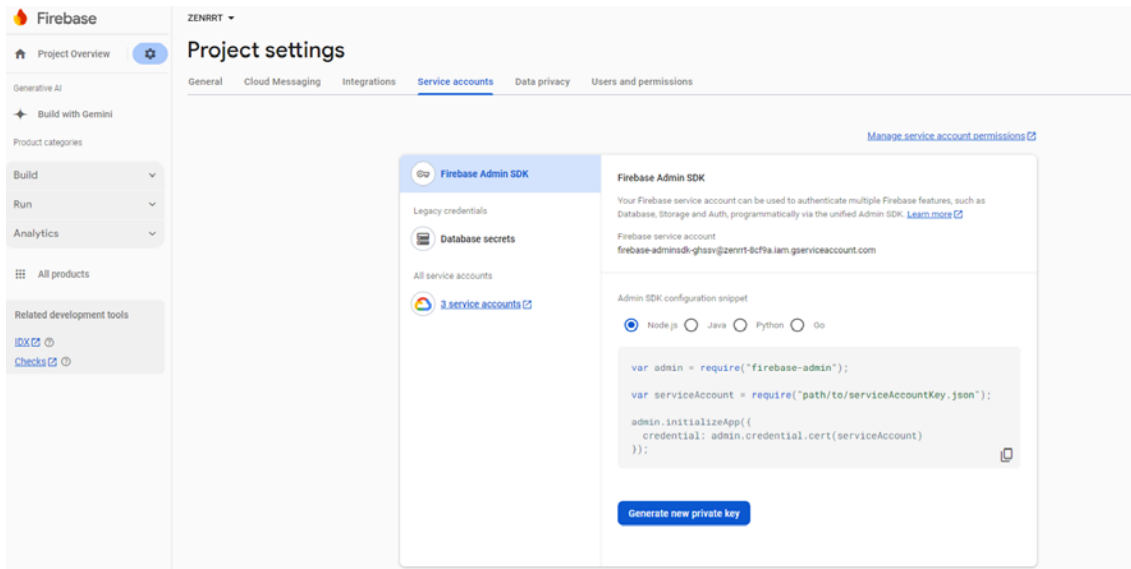 Firebase
Project Overview
Generative AI
Build with Gemini
Product categories
Build
Run
Analytics
All products
Related development tools
IDX
Checks
ZENRRT
Project settings
General Cloud Messaging Integrations Service accounts Data privacy Users and permissions
Manage service account permissions
Firebase Admin SDK
Legacy credentials
Database secrets
All service accounts
3 service accounts
Firebase Admin SDK
Your Firebase service account can be used to authenticate multiple Firebase features, such as
Database, Storage and Auth, programmatically via the unified Admin SDK. Learn more
Firebase service account
firebase-adminsdk-ghssv@zenrrt-8cf9a.iam.gserviceaccount.com
Admin SDK configuration snippet
Node.js Java Python Go
var admin = require("firebase-admin");
var serviceAccount = require("path/to/serviceAccountKey.json");
admin.initializeApp({
  credential: admin.credential.cert(serviceAccount)
});
Generate new private key